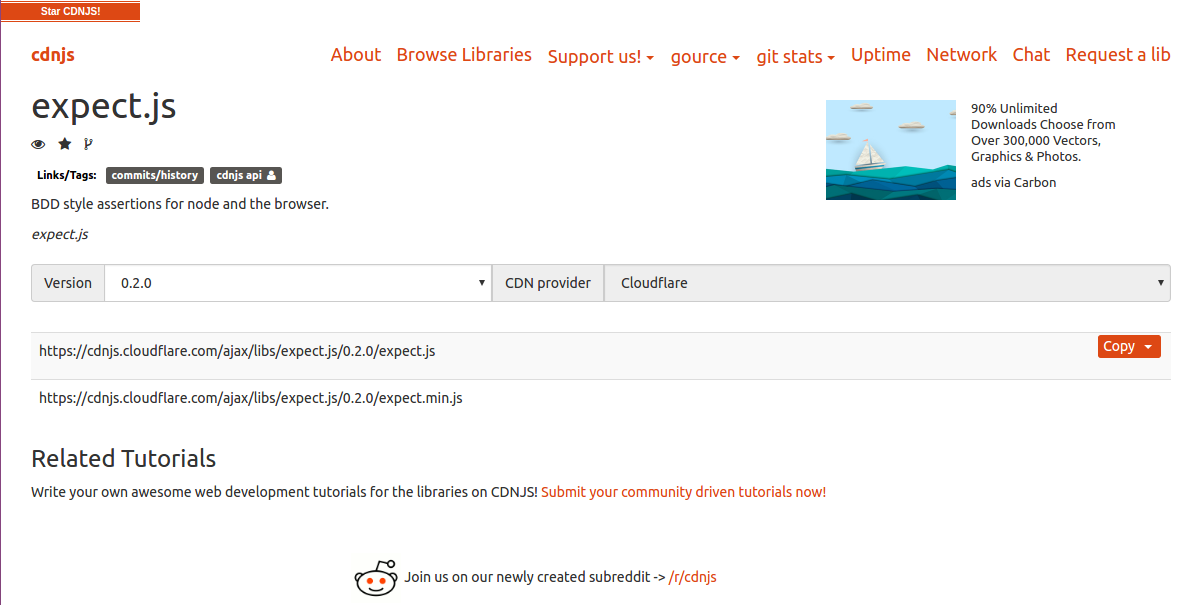 Star CDNJS!
cdnjs
About Browse Libraries Support us! gource git stats Uptime Network Chat Request a lib
expect.js
90% Unlimited
Downloads Choose from
Over 300,000 Vectors,
Graphics & Photos.
ads via Carbon
Links/Tags: commits/history cdnjs api
BDD style assertions for node and the browser.
expect.js
Version 0.2.0 CDN provider Cloudflare
https://cdnjs.cloudflare.com/ajax/libs/expect.js/0.2.0/expect.js Copy
https://cdnjs.cloudflare.com/ajax/libs/expect.js/0.2.0/expect.min.js
Related Tutorials
Write your own awesome web development tutorials for the libraries on CDNJS! Submit your community driven tutorials now!
Join us on our newly created subreddit -> /r/cdnjs